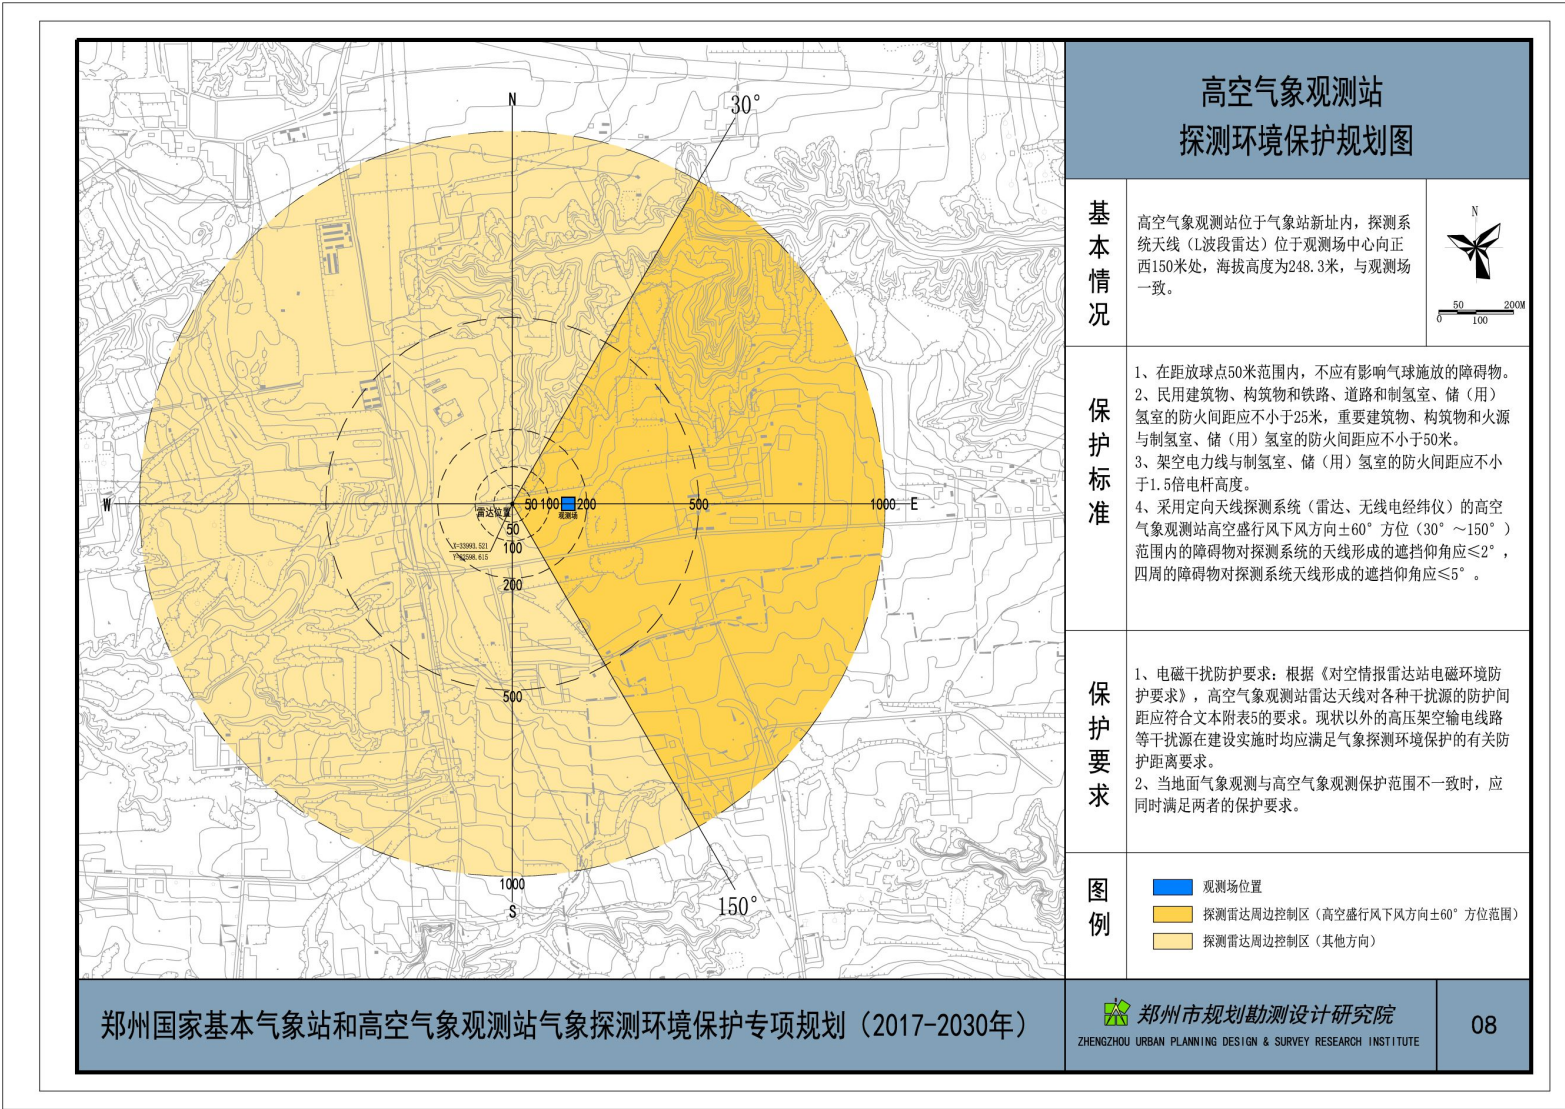 高空气象观测站
探测环境保护规划图
基本情况
高空气象观测站位于气象站新址内，探测系
统天线（L波段雷达）位于观测场中心向正
西150米处，海拔高度为248.3米，与观测场
一致。
N
50 200M
0 100
保护标准
1、在距放球点50米范围内，不应有影响气球施放的障碍物。
2、民用建筑物、构筑物和铁路、道路和制氢室、储（用）
氢室的防火间距应不小于25米，重要建筑物、构筑物和火源
与制氢室、储（用）氢室的防火间距应不小于50米。
3、架空电力线与制氢室、储（用）氢室的防火间距应不小
于1.5倍电杆高度。
4、采用定向天线探测系统（雷达、无线电经纬仪）的高空
气象观测站高空盛行风下风方向±60°方位（30°～150°）
范围内的障碍物对探测系统的天线形成的遮挡仰角应≤2°，
四周的障碍物对探测系统天线形成的遮挡仰角应≤5°。
保护要求
1、电磁干扰防护要求：根据《对空情报雷达站电磁环境防
护要求》，高空气象观测站雷达天线对各种干扰源的防护间
距应符合文本附表5的要求。现状以外的高压架空输电线路
等干扰源在建设实施时均应满足气象探测环境保护的有关防
护距离要求。
2、当地面气象观测与高空气象观测保护范围不一致时，应
同时满足两者的保护要求。
图例
观测场位置
探测雷达周边控制区（高空盛行风下风方向±60°方位范围）
探测雷达周边控制区（其他方向）
N
30°
W
50 100 200 500 1000 E
雷达位置
观测场
50
X=33993.521
100
Y=62598.615
200
500
1000
S
150°
郑州国家基本气象站和高空气象观测站气象探测环境保护专项规划（2017-2030年）
郑州市规划勘测设计研究院
ZHENGZHOU URBAN PLANNING DESIGN & SURVEY RESEARCH INSTITUTE
08